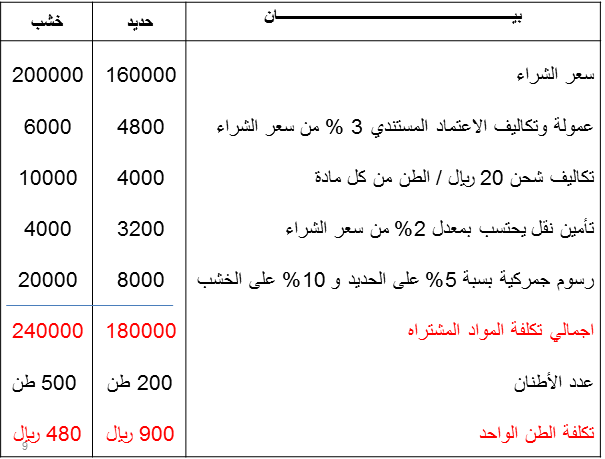 بيـــــــــــــــــان حديد خشب
سعر الشراء 160000 200000
عمولة وتكاليف الاعتماد المستندي 3 % من سعر الشراء 4800 6000
تكاليف شحن 20 ريال / الطن من كل مادة 4000 10000
تأمين نقل يحتسب بمعدل 2% من سعر الشراء 3200 4000
رسوم جمركية بسبة 5% على الحديد و 10% على الخشب 8000 20000
اجمالي تكلفة المواد المشتراه 180000 240000
عدد الأطنان 200 طن 500 طن
تكلفة الطن الواحد 900 ريال 480 ريال
9